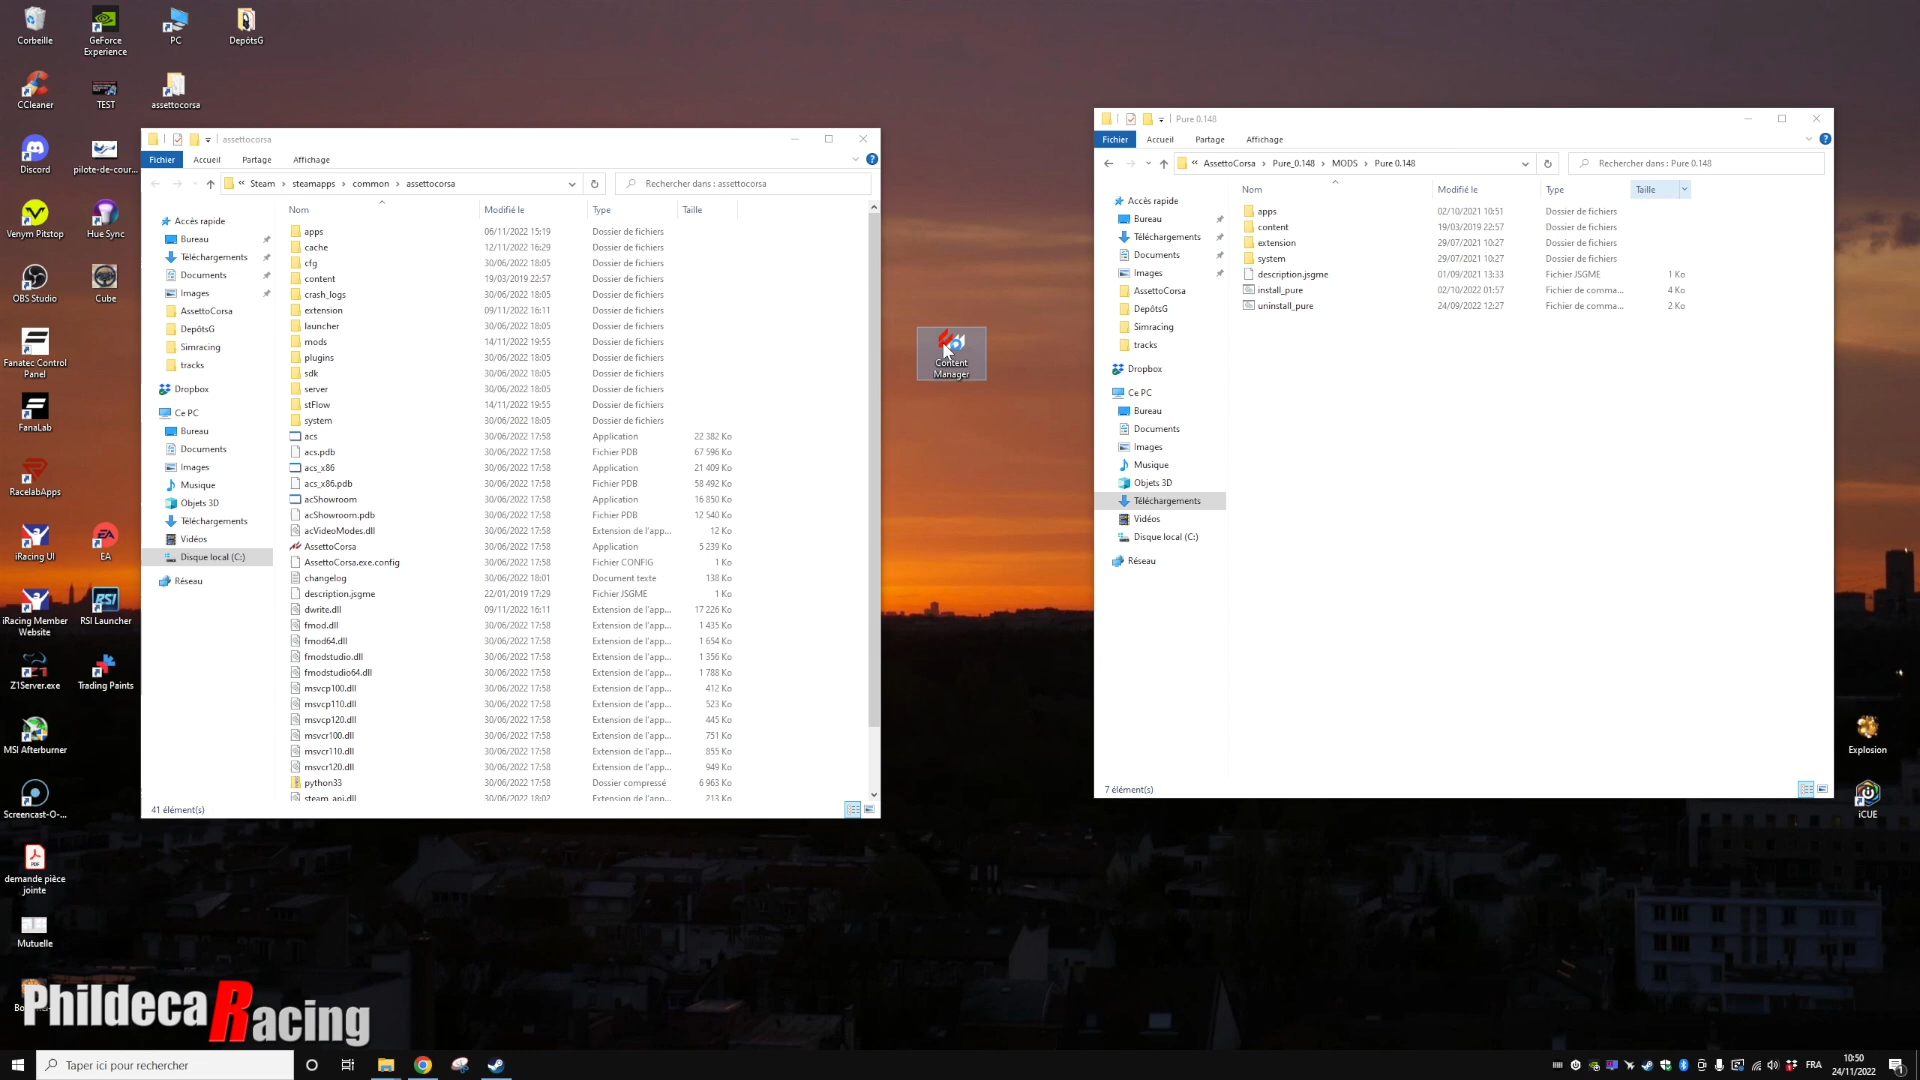 Corbeille
GeForce
Experience
PC
DepôtsG
CCleaner
TEST
assettocorsa
Discord
pilote-de-cour...
Venym Pitstop
Hue Sync
OBS Studio
Cube
Fanatec Control
Panel
FanaLab
RacelabApps
iRacing UI
EA
iRacing Member
Website
RSI Launcher
Z1Server.exe
Trading Paints
MSI Afterburner
Screencast-O-...
demande pièce
jointe
Mutuelle
Phildeca Racing
assettocorsa
Fichier Accueil Partage Affichage
« Steam › steamapps › common › assettocorsa
Rechercher dans : assettocorsa
Accès rapide
Bureau
Téléchargements
Documents
Images
AssettoCorsa
DepôtsG
Simracing
tracks
Dropbox
Ce PC
Bureau
Documents
Images
Musique
Objets 3D
Téléchargements
Vidéos
Disque local (C:)
Réseau
Nom Modifié le Type Taille
apps 06/11/2022 15:19 Dossier de fichiers
cache 12/11/2022 16:29 Dossier de fichiers
cfg 30/06/2022 18:05 Dossier de fichiers
content 19/03/2019 22:57 Dossier de fichiers
crash_logs 30/06/2022 18:05 Dossier de fichiers
extension 09/11/2022 16:11 Dossier de fichiers
launcher 30/06/2022 18:05 Dossier de fichiers
mods 14/11/2022 19:55 Dossier de fichiers
plugins 30/06/2022 18:05 Dossier de fichiers
sdk 30/06/2022 18:05 Dossier de fichiers
server 30/06/2022 18:05 Dossier de fichiers
stFlow 14/11/2022 19:55 Dossier de fichiers
system 30/06/2022 18:05 Dossier de fichiers
acs 30/06/2022 17:58 Application 22 382 Ko
acs.pdb 30/06/2022 17:58 Fichier PDB 67 596 Ko
acs_x86 30/06/2022 17:58 Application 21 409 Ko
acs_x86.pdb 30/06/2022 17:58 Fichier PDB 58 492 Ko
acShowroom 30/06/2022 17:58 Application 16 850 Ko
acShowroom.pdb 30/06/2022 17:58 Fichier PDB 12 540 Ko
acVideoModes.dll 30/06/2022 17:58 Extension de l'app... 12 Ko
AssettoCorsa 30/06/2022 17:58 Application 5 239 Ko
AssettoCorsa.exe.config 30/06/2022 17:58 Fichier CONFIG 1 Ko
changelog 30/06/2022 18:01 Document texte 138 Ko
description.jsgme 22/01/2019 17:29 Fichier JSGME 1 Ko
dwrite.dll 09/11/2022 16:11 Extension de l'app... 17 226 Ko
fmod.dll 30/06/2022 17:58 Extension de l'app... 1 435 Ko
fmod64.dll 30/06/2022 17:58 Extension de l'app... 1 654 Ko
fmodstudio.dll 30/06/2022 17:58 Extension de l'app... 1 356 Ko
fmodstudio64.dll 30/06/2022 17:58 Extension de l'app... 1 788 Ko
msvcp100.dll 30/06/2022 17:58 Extension de l'app... 412 Ko
msvcp110.dll 30/06/2022 17:58 Extension de l'app... 523 Ko
msvcp120.dll 30/06/2022 17:58 Extension de l'app... 445 Ko
msvcr100.dll 30/06/2022 17:58 Extension de l'app... 751 Ko
msvcr110.dll 30/06/2022 17:58 Extension de l'app... 855 Ko
msvcr120.dll 30/06/2022 17:58 Extension de l'app... 949 Ko
python33 30/06/2022 17:58 Dossier compressé 6 963 Ko
steam_api.dll 30/06/2022 18:02 Extension de l'app... 213 Ko
41 élément(s)
Content
Manager
Pure 0.148
Fichier Accueil Partage Affichage
« AssettoCorsa › Pure_0.148 › MODS › Pure 0.148
Rechercher dans : Pure 0.148
Accès rapide
Bureau
Téléchargements
Documents
Images
AssettoCorsa
DepôtsG
Simracing
tracks
Dropbox
Ce PC
Bureau
Documents
Images
Musique
Objets 3D
Téléchargements
Vidéos
Disque local (C:)
Réseau
Nom Modifié le Type Taille
apps 02/10/2021 10:51 Dossier de fichiers
content 19/03/2019 22:57 Dossier de fichiers
extension 29/07/2021 10:27 Dossier de fichiers
system 29/07/2021 10:27 Dossier de fichiers
description.jsgme 01/09/2021 13:33 Fichier JSGME 1 Ko
install_pure 02/10/2022 01:57 Fichier de comma... 4 Ko
uninstall_pure 24/09/2022 12:27 Fichier de comma... 2 Ko
7 élément(s)
Explosion
iCUE
Taper ici pour rechercher
FRA
10:50
24/11/2022